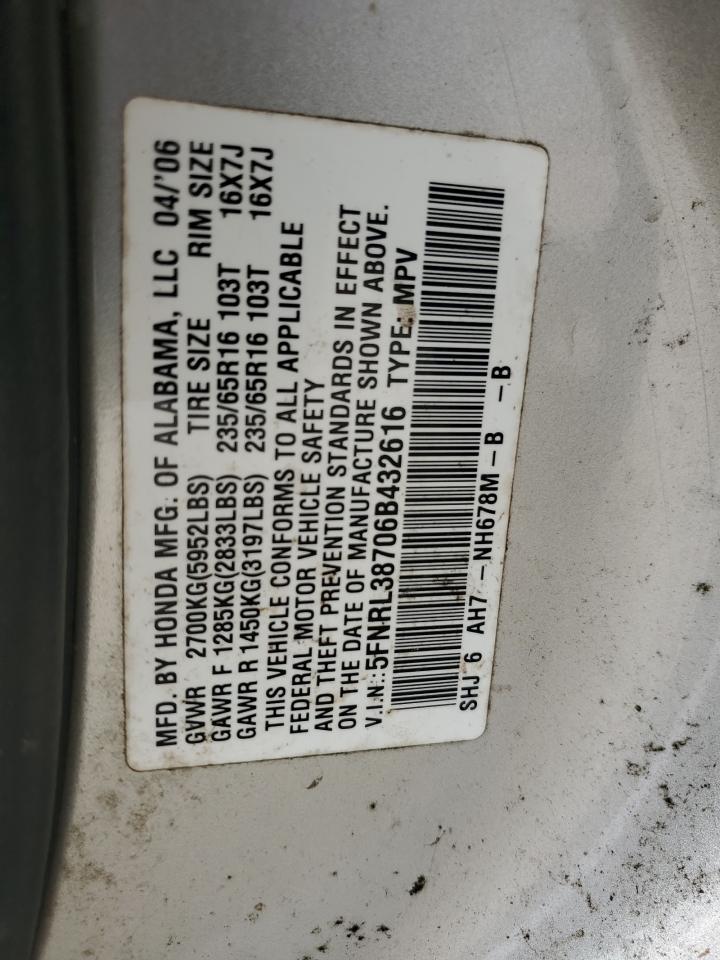 MFD. BY HONDA MFG. OF ALABAMA, LLC 04/'06
GVWR 2700KG(5952LBS) TIRE SIZE RIM SIZE
GAWR F 1285KG(2833LBS) 235/65R16 103T 16X7J
GAWR R 1450KG(3197LBS) 235/65R16 103T 16X7J
THIS VEHICLE CONFORMS TO ALL APPLICABLE
FEDERAL MOTOR VEHICLE SAFETY
AND THEFT PREVENTION STANDARDS IN EFFECT
ON THE DATE OF MANUFACTURE SHOWN ABOVE.
V.I.N.:5FNRL38706B432616 TYPE: MPV
SHJ 6 AH7 -NH678M-B -B